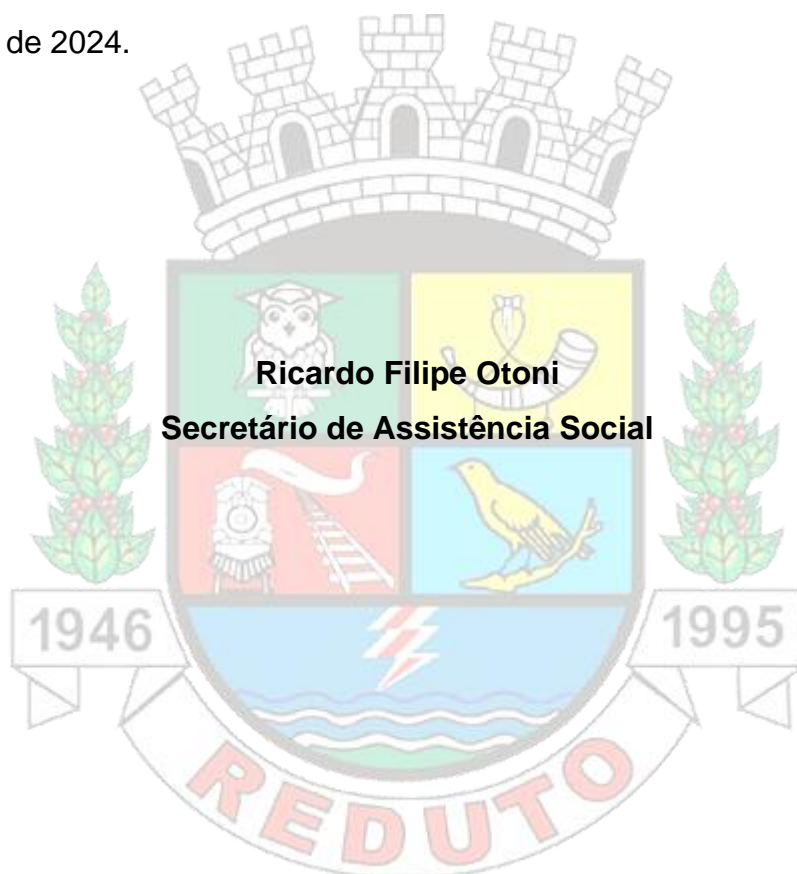 de 2024.
Ricardo Filipe Otoni
Secretário de Assistência Social
1946
1995
REDUTO